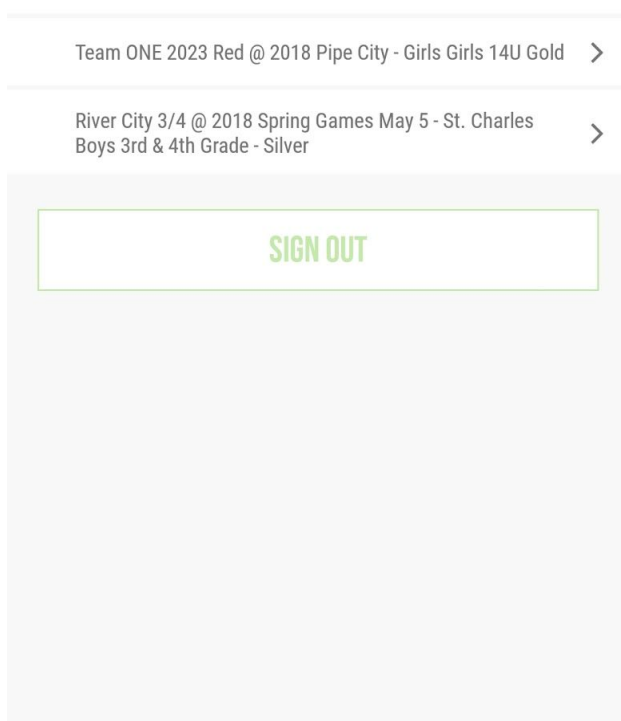 Team ONE 2023 Red @ 2018 Pipe City - Girls Girls 14U Gold
River City 3/4 @ 2018 Spring Games May 5 - St. Charles
Boys 3rd & 4th Grade - Silver
SIGN OUT